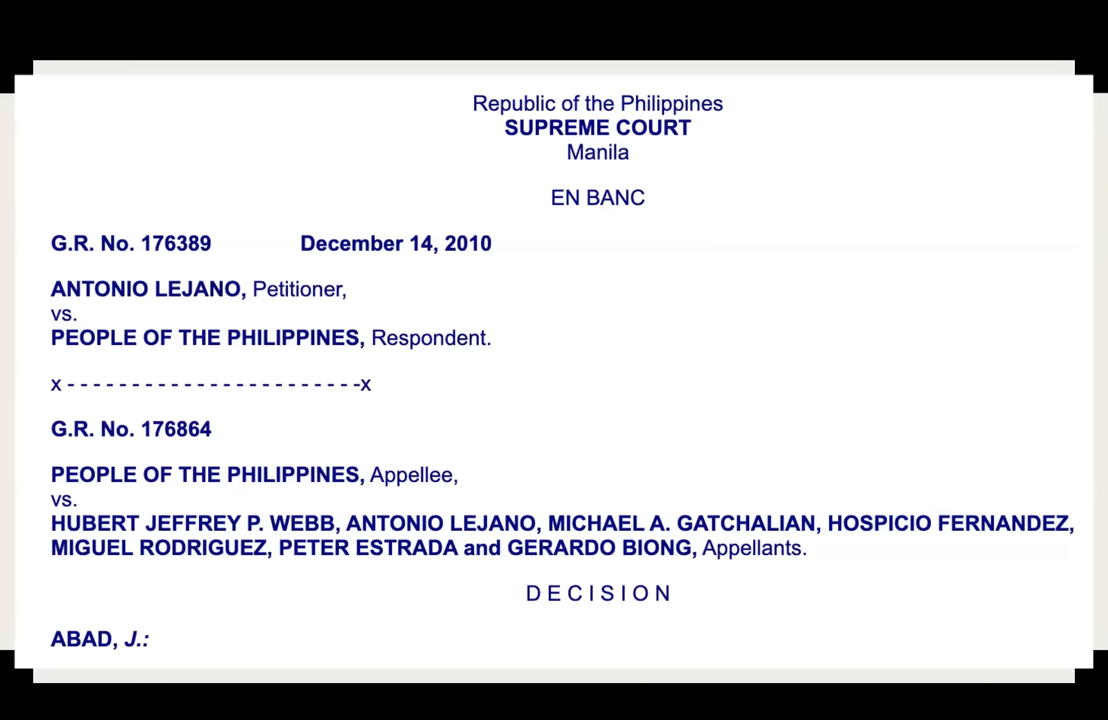 Republic of the Philippines
SUPREME COURT
Manila
EN BANC
G.R. No. 176389 December 14, 2010
ANTONIO LEJANO, Petitioner,
vs.
PEOPLE OF THE PHILIPPINES, Respondent.
x - - - - - - - - - - - - - - - - - - - - - - -x
G.R. No. 176864
PEOPLE OF THE PHILIPPINES, Appellee,
vs.
HUBERT JEFFREY P. WEBB, ANTONIO LEJANO, MICHAEL A. GATCHALIAN, HOSPICIO FERNANDEZ,
MIGUEL RODRIGUEZ, PETER ESTRADA and GERARDO BIONG, Appellants.
D E C I S I O N
ABAD, J.: